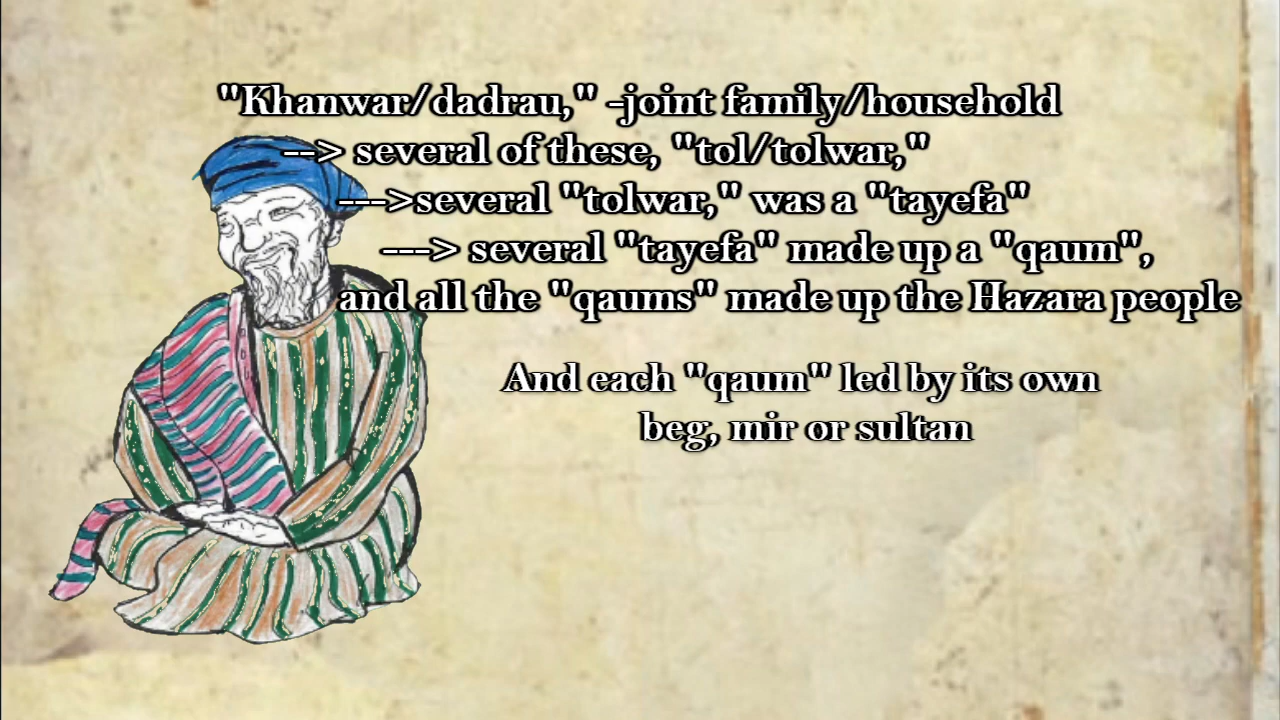 "Khanwar/dadrau," -joint family/household
--> several of these, "tol/tolwar,"
--->several "tolwar," was a "tayefa"
---> several "tayefa" made up a "qaum",
and all the "qaums" made up the Hazara people
And each "qaum" led by its own
beg, mir or sultan